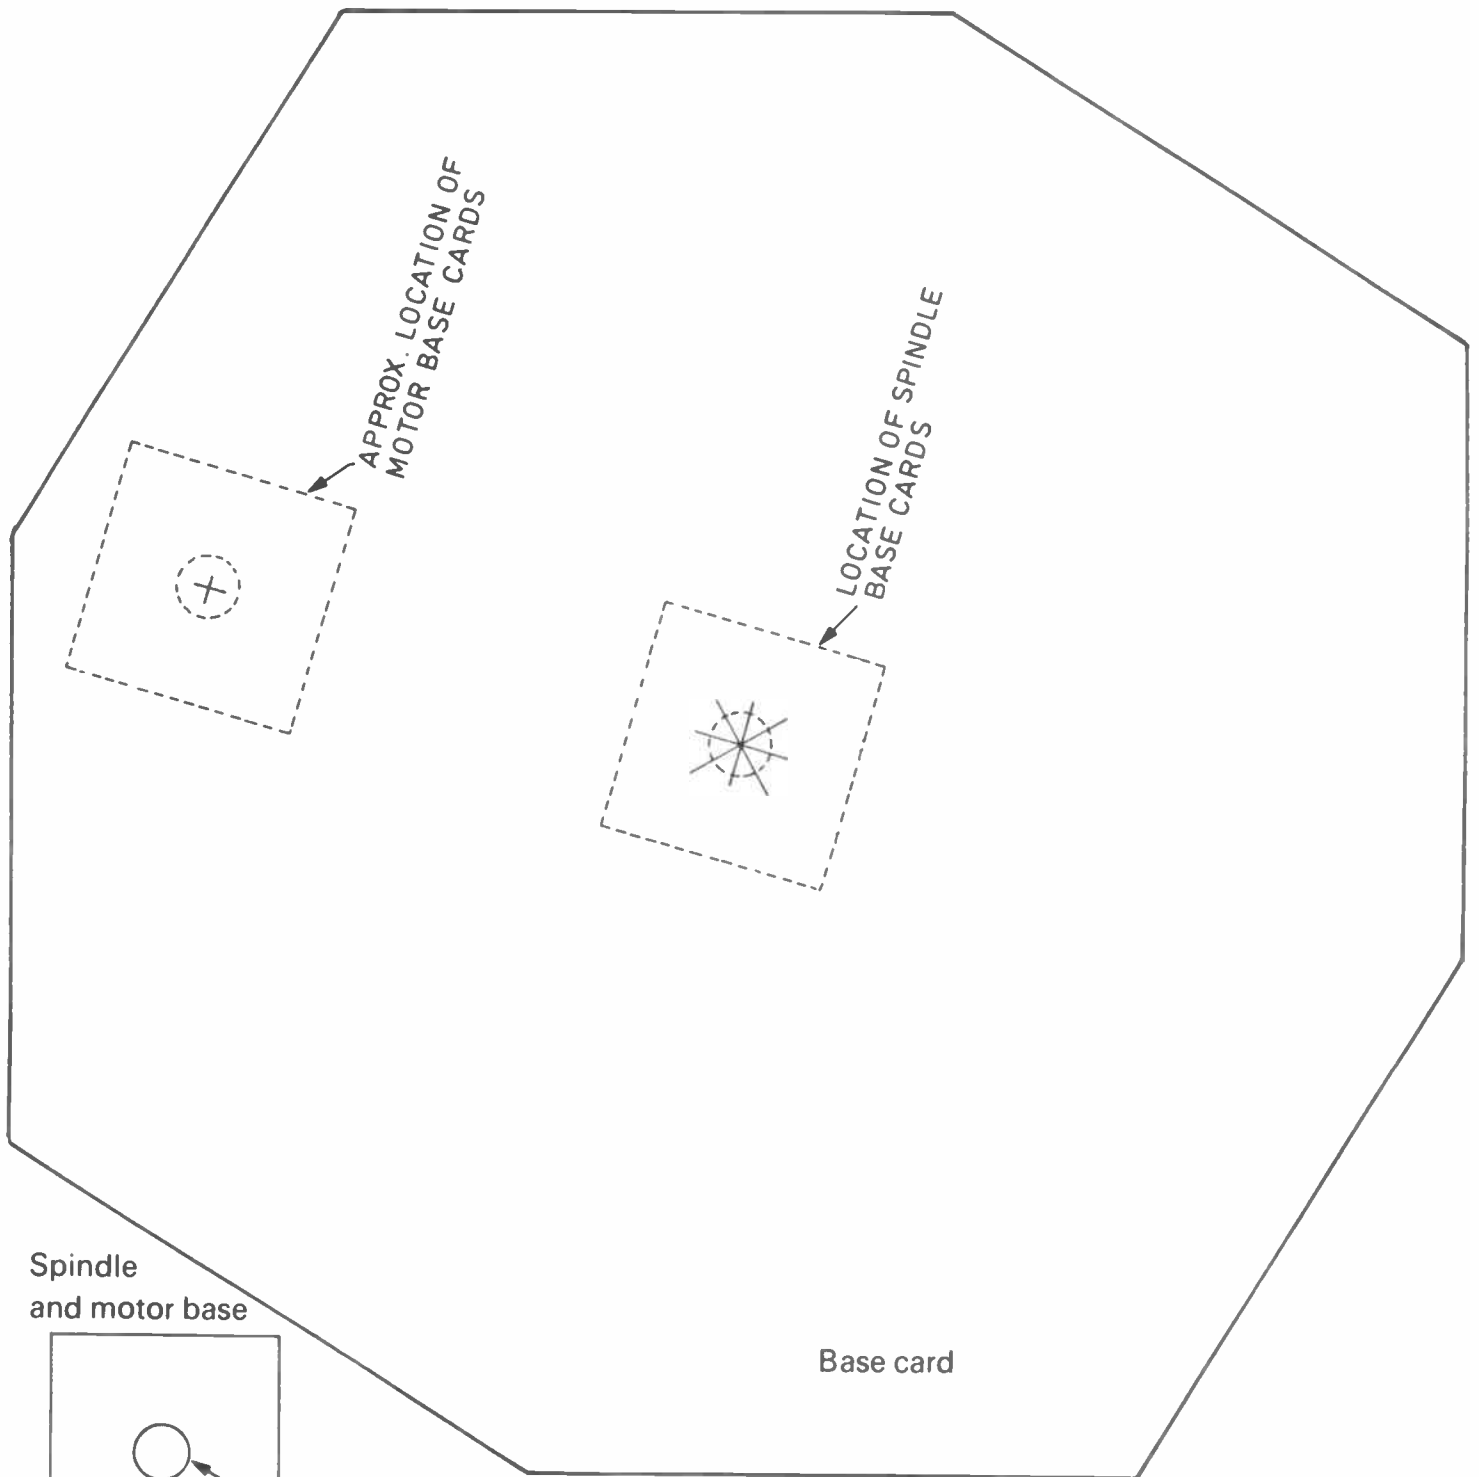 APPROX. LOCATION OF
MOTOR BASE CARDS
LOCATION OF SPINDLE
BASE CARDS
Spindle
and motor base
Base card